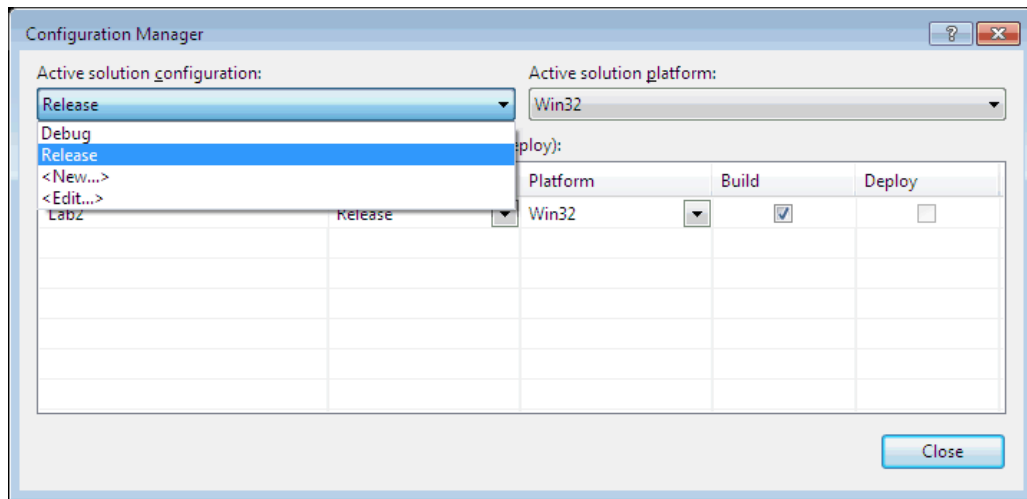 Configuration Manager
Active solution configuration:
Active solution platform:
Release
Win32
Debug
Release
<New...>
<Edit...>
ploy):
Platform
Build
Deploy
Lab2
Release
Win32
Close